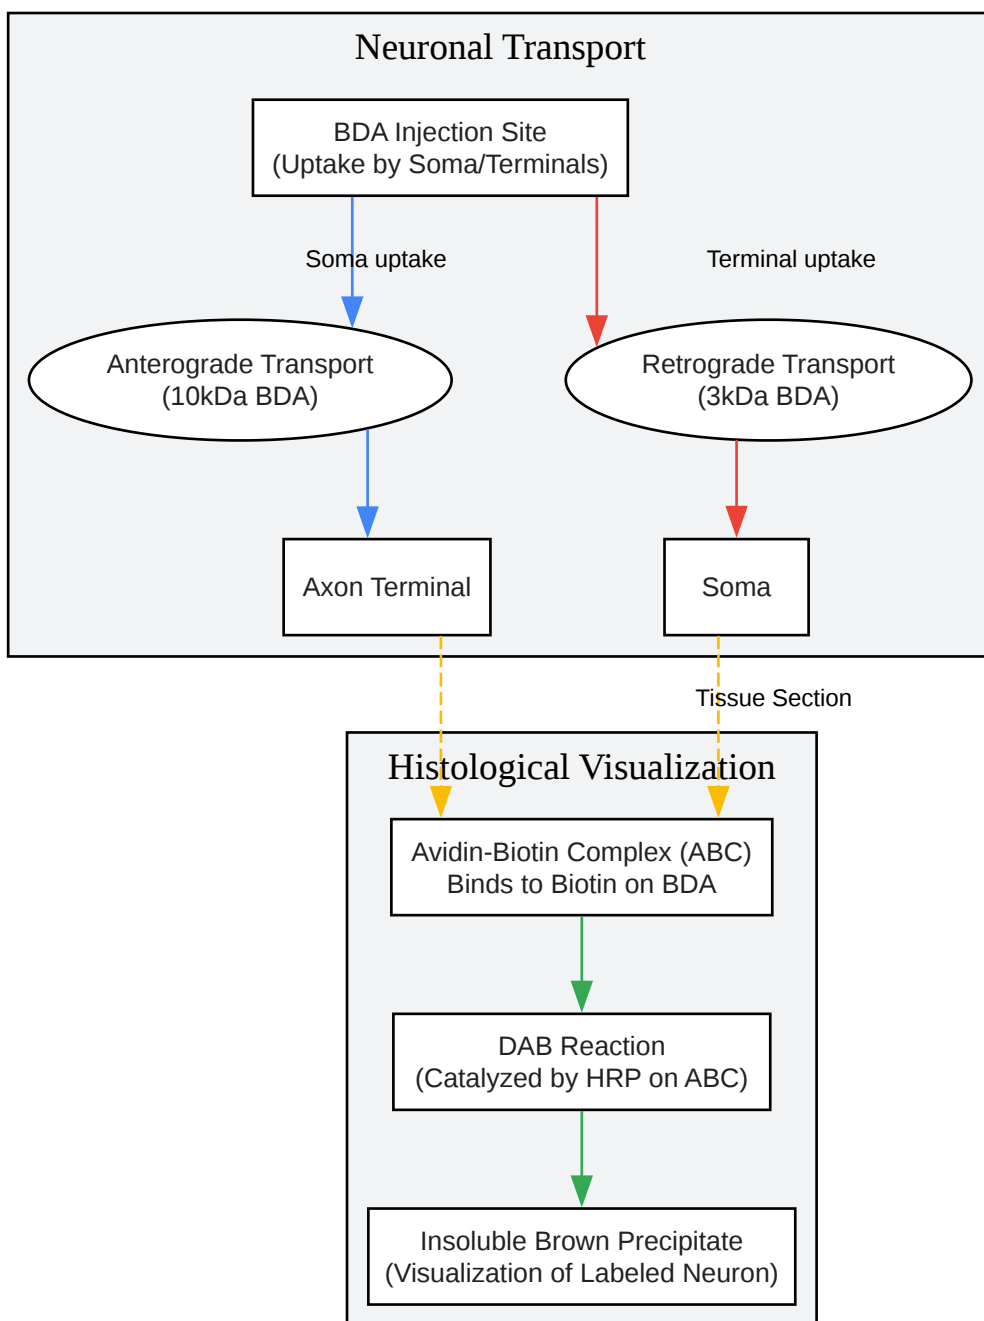 Neuronal Transport
BDA Injection Site
(Uptake by Soma/Terminals)
Soma uptake
Terminal uptake
Anterograde Transport
(10kDa BDA)
Retrograde Transport
(3kDa BDA)
Axon Terminal
Soma
Tissue Section
Histological Visualization
Avidin-Biotin Complex (ABC)
Binds to Biotin on BDA
DAB Reaction
(Catalyzed by HRP on ABC)
Insoluble Brown Precipitate
(Visualization of Labeled Neuron)